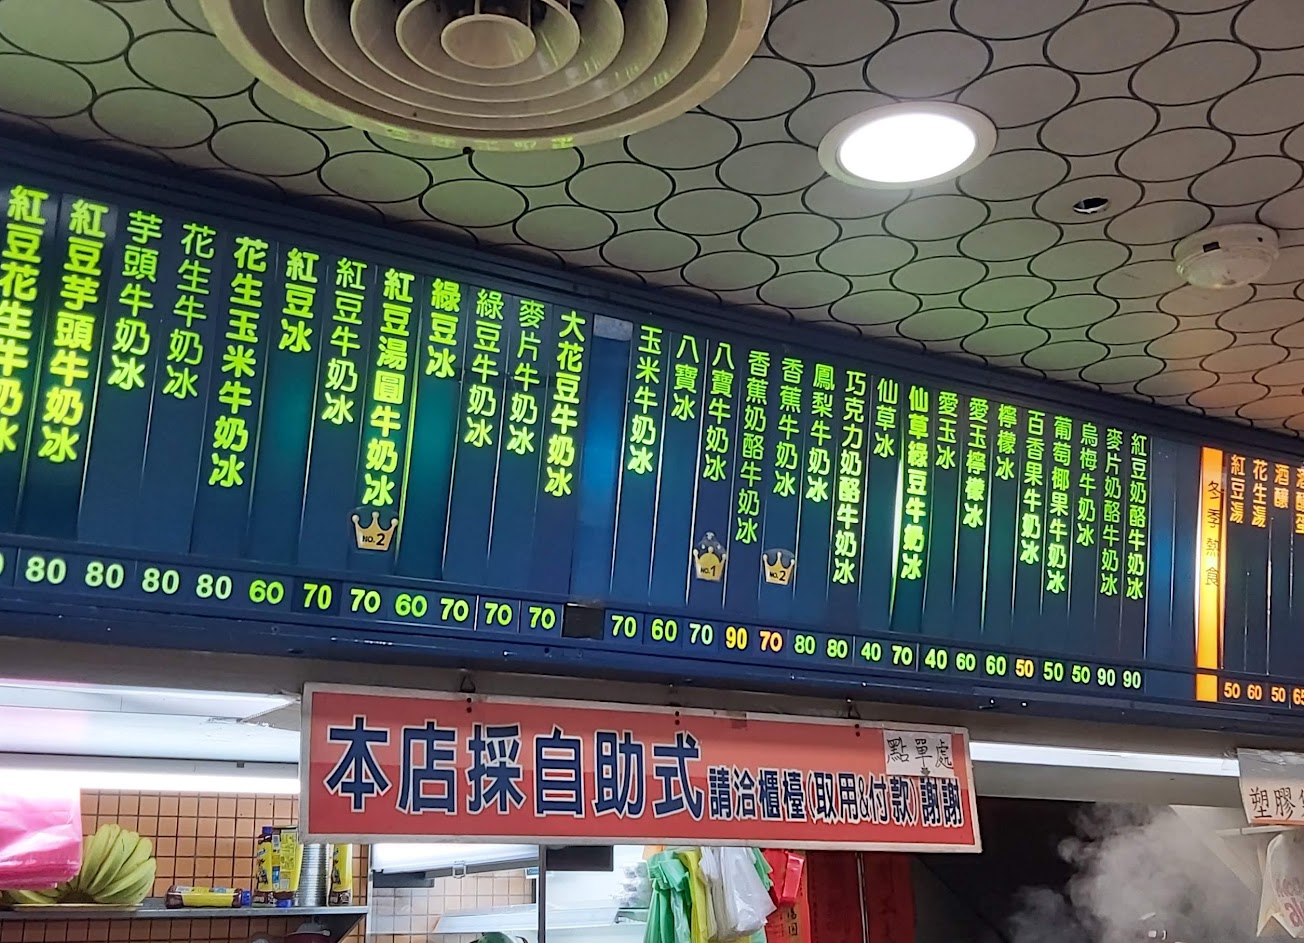 紅豆花生牛奶冰
紅豆芋頭牛奶冰
芋頭牛奶冰
花生牛奶冰
花生玉米牛奶冰
紅豆冰
紅豆牛奶冰
紅豆湯圓牛奶冰
NO.2
綠豆冰
綠豆牛奶冰
麥片牛奶冰
大花豆牛奶冰
玉米牛奶冰
八寶冰
八寶牛奶冰
NO.1
香蕉奶酪牛奶冰
香蕉牛奶冰
NO.2
鳳梨牛奶冰
巧克力奶酪牛奶冰
仙草冰
仙草綠豆牛奶冰
愛玉冰
愛玉檸檬冰
檸檬冰
百香果牛奶冰
葡萄椰果牛奶冰
烏梅牛奶冰
麥片奶酪牛奶冰
紅豆奶酪牛奶冰
冬季熱食
紅豆湯
花生湯
酒釀
80 80 80 80 60 70 70 60 70 70 70 70 60 70 90 70 80 80 40 70 40 60 60 50 50 50 90 90 50 60 50 65
本店採自助式請洽櫃檯(取用&付款)謝謝
點單處
塑膠